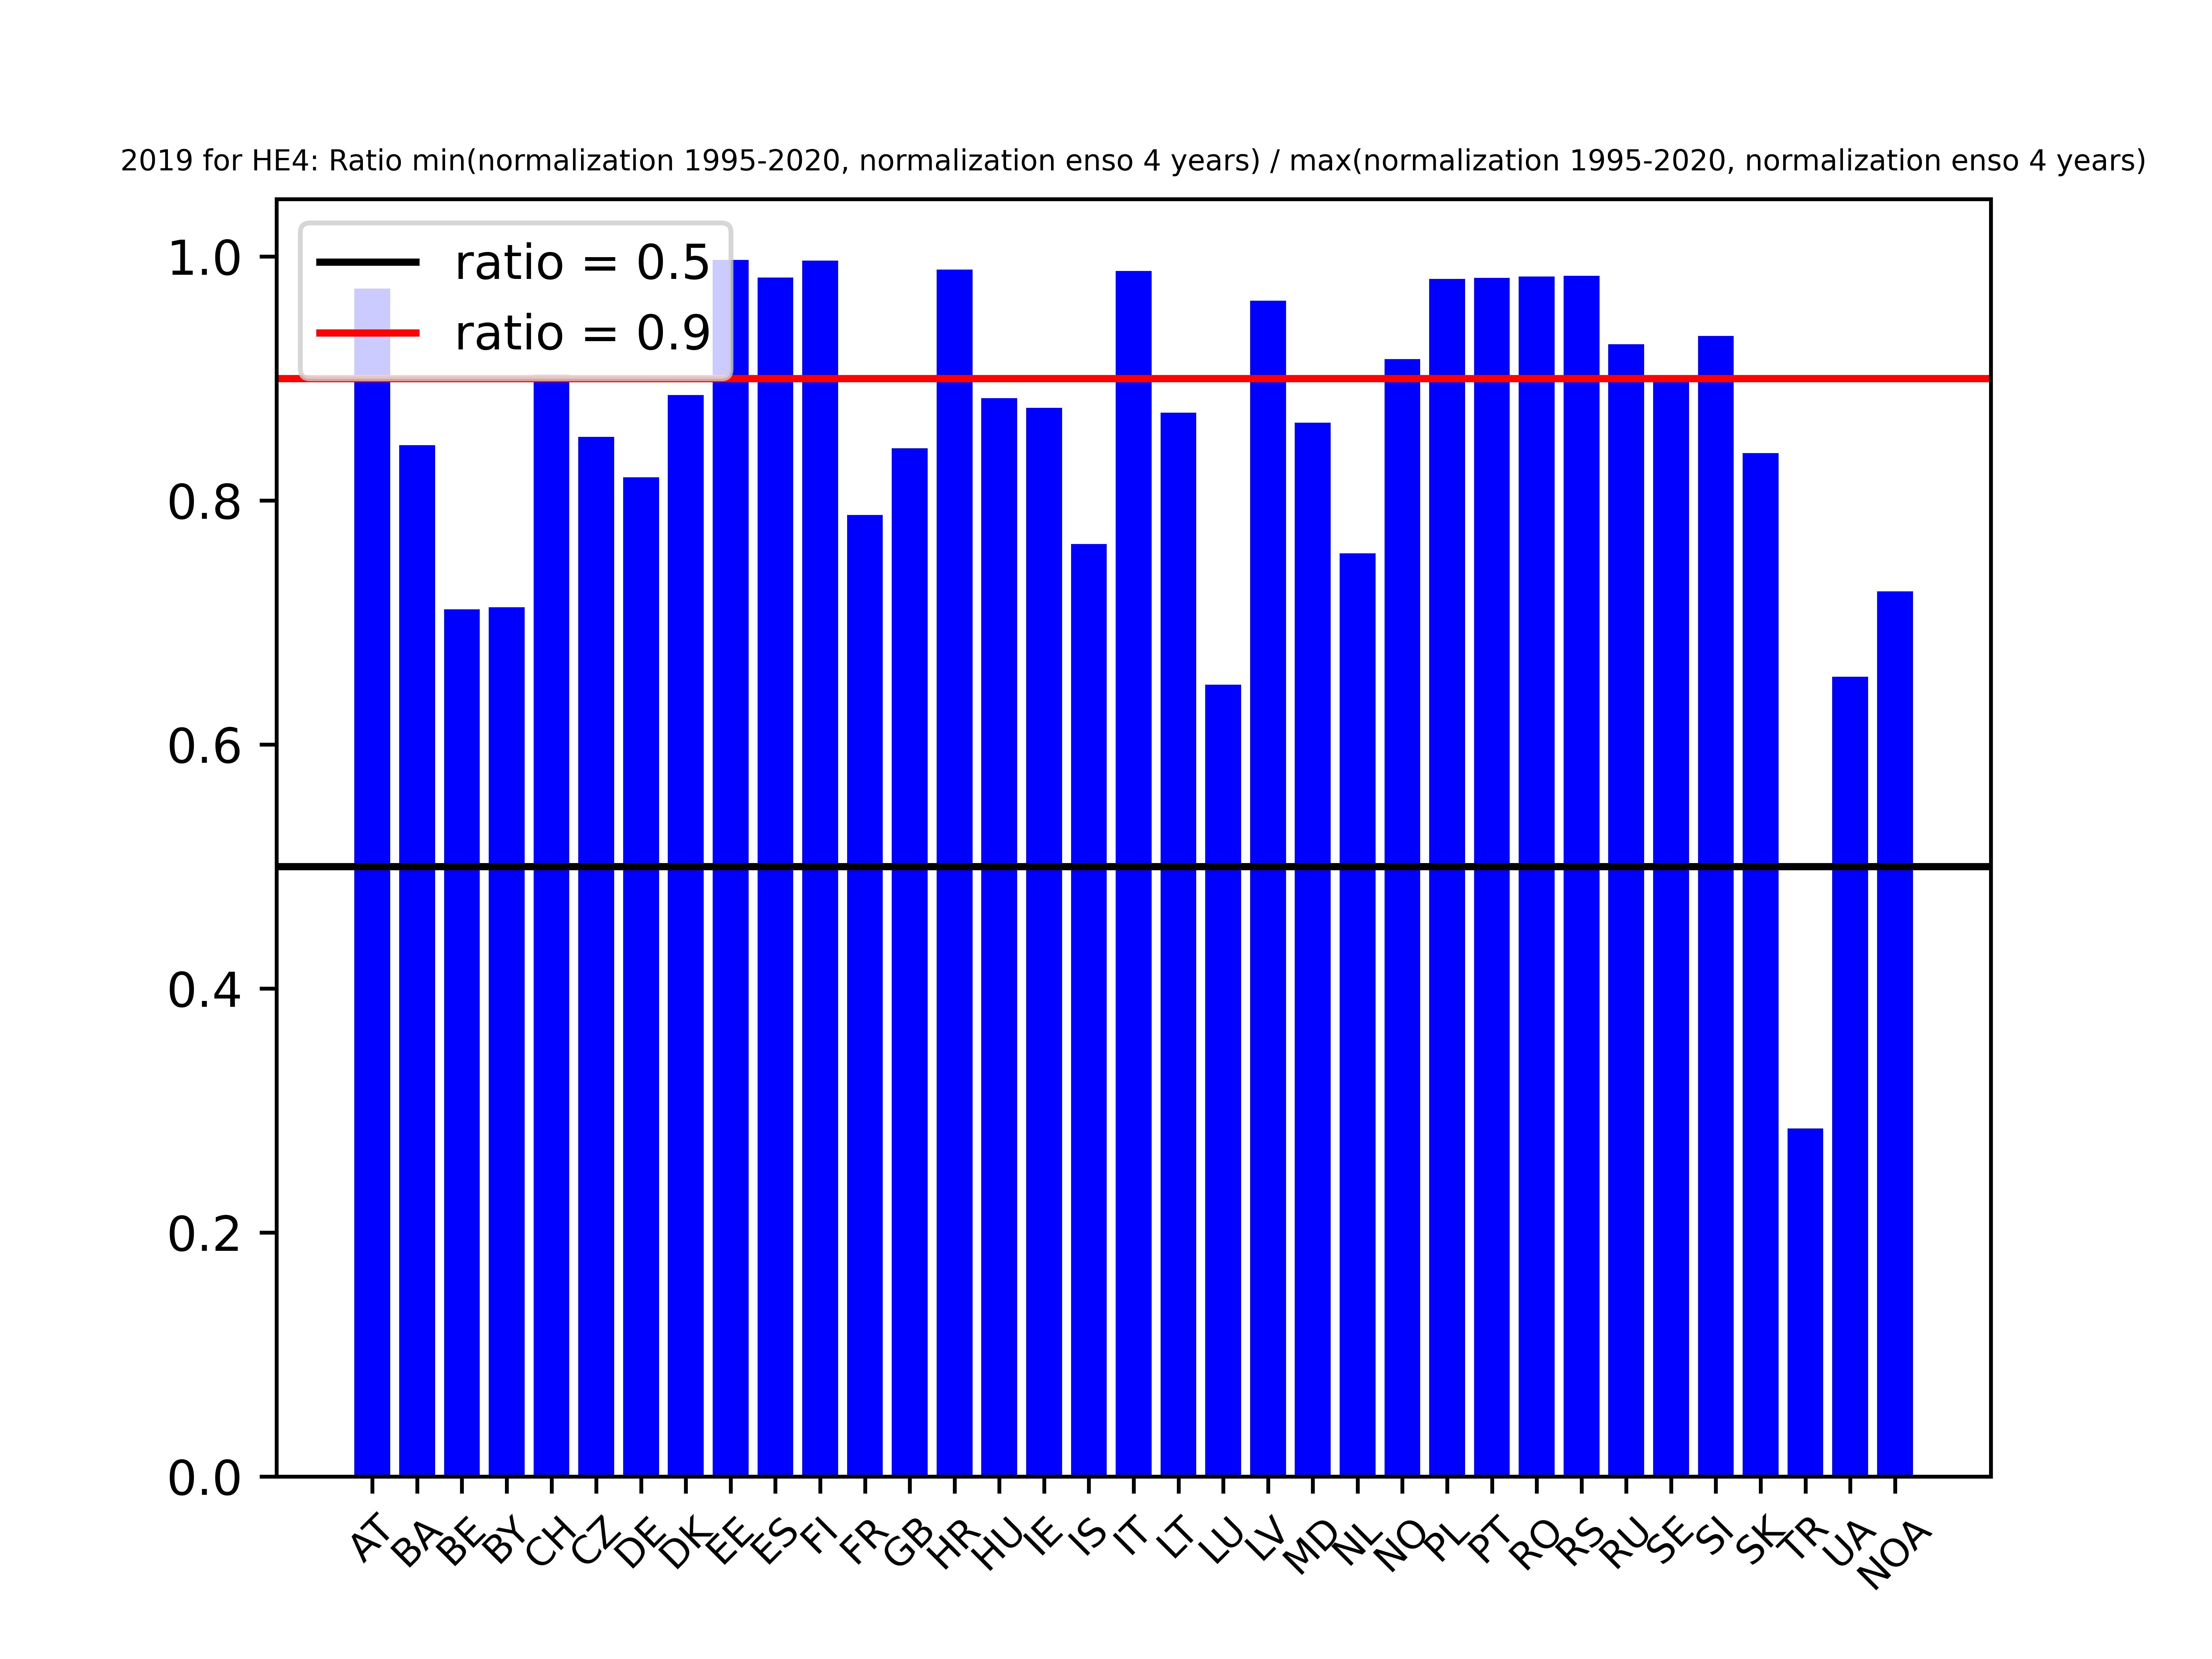 2019 for HE4: Ratio min(normalization 1995-2020, normalization enso 4 years) / max(normalization 1995-2020, normalization enso 4 years)
ratio = 0.5
ratio = 0.9
1.0
0.8
0.6
0.4
0.2
0.0
AT BA BE BY CH CZ DE DK EE ES FI FR GB HR HU IE IS IT LT LU LV MD NL NO PL PT RO RS RU SE SI SK TR UA NOA